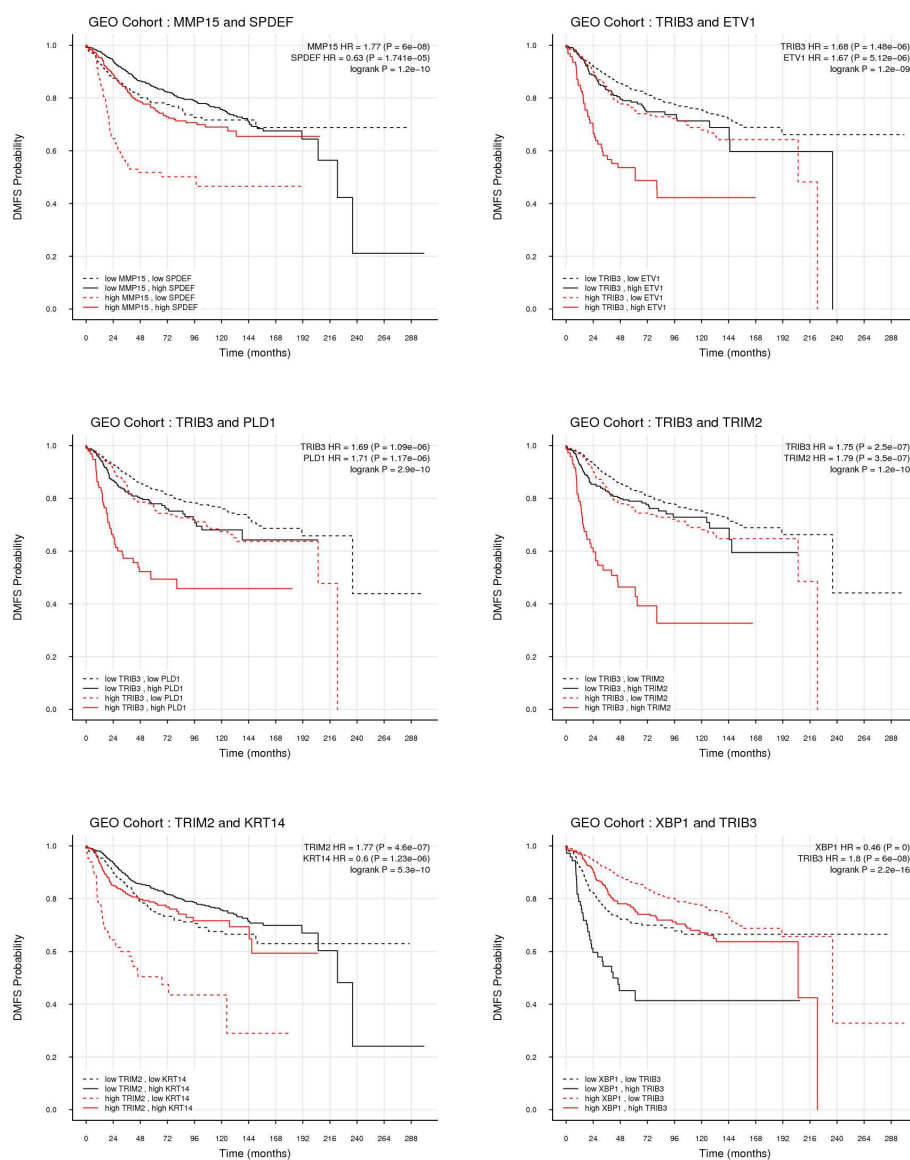 GEO Cohort : MMP15 and SPDEF
MMP15 HR = 1.77 (P = 6e-08)
SPDEF HR = 0.63 (P = 1.741e-05)
logrank P = 1.2e-10
DMFS Probability
1.0
0.8
0.6
0.4
0.2
0.0
low MMP15 , low SPDEF
low MMP15 , high SPDEF
high MMP15 , low SPDEF
high MMP15 , high SPDEF
0 24 48 72 96 120 144 168 192 216 240 264 288
Time (months)
GEO Cohort : TRIB3 and ETV1
TRIB3 HR = 1.68 (P = 1.48e-06)
ETV1 HR = 1.67 (P = 5.12e-06)
logrank P = 1.2e-09
DMFS Probability
1.0
0.8
0.6
0.4
0.2
0.0
low TRIB3 , low ETV1
low TRIB3 , high ETV1
high TRIB3 , low ETV1
high TRIB3 , high ETV1
0 24 48 72 96 120 144 168 192 216 240 264 288
Time (months)
GEO Cohort : TRIB3 and PLD1
TRIB3 HR = 1.69 (P = 1.09e-06)
PLD1 HR = 1.71 (P = 1.17e-06)
logrank P = 2.9e-10
DMFS Probability
1.0
0.8
0.6
0.4
0.2
0.0
low TRIB3 , low PLD1
low TRIB3 , high PLD1
high TRIB3 , low PLD1
high TRIB3 , high PLD1
0 24 48 72 96 120 144 168 192 216 240 264 288
Time (months)
GEO Cohort : TRIB3 and TRIM2
TRIB3 HR = 1.75 (P = 2.5e-07)
TRIM2 HR = 1.79 (P = 3.5e-07)
logrank P = 1.2e-10
DMFS Probability
1.0
0.8
0.6
0.4
0.2
0.0
low TRIB3 , low TRIM2
low TRIB3 , high TRIM2
high TRIB3 , low TRIM2
high TRIB3 , high TRIM2
0 24 48 72 96 120 144 168 192 216 240 264 288
Time (months)
GEO Cohort : TRIM2 and KRT14
TRIM2 HR = 1.77 (P = 4.6e-07)
KRT14 HR = 0.6 (P = 1.23e-06)
logrank P = 5.3e-10
DMFS Probability
1.0
0.8
0.6
0.4
0.2
0.0
low TRIM2 , low KRT14
low TRIM2 , high KRT14
high TRIM2 , low KRT14
high TRIM2 , high KRT14
0 24 48 72 96 120 144 168 192 216 240 264 288
Time (months)
GEO Cohort : XBP1 and TRIB3
XBP1 HR = 0.46 (P = 0)
TRIB3 HR = 1.8 (P = 6e-08)
logrank P = 2.2e-16
DMFS Probability
1.0
0.8
0.6
0.4
0.2
0.0
low XBP1 , low TRIB3
low XBP1 , high TRIB3
high XBP1 , low TRIB3
high XBP1 , high TRIB3
0 24 48 72 96 120 144 168 192 216 240 264 288
Time (months)